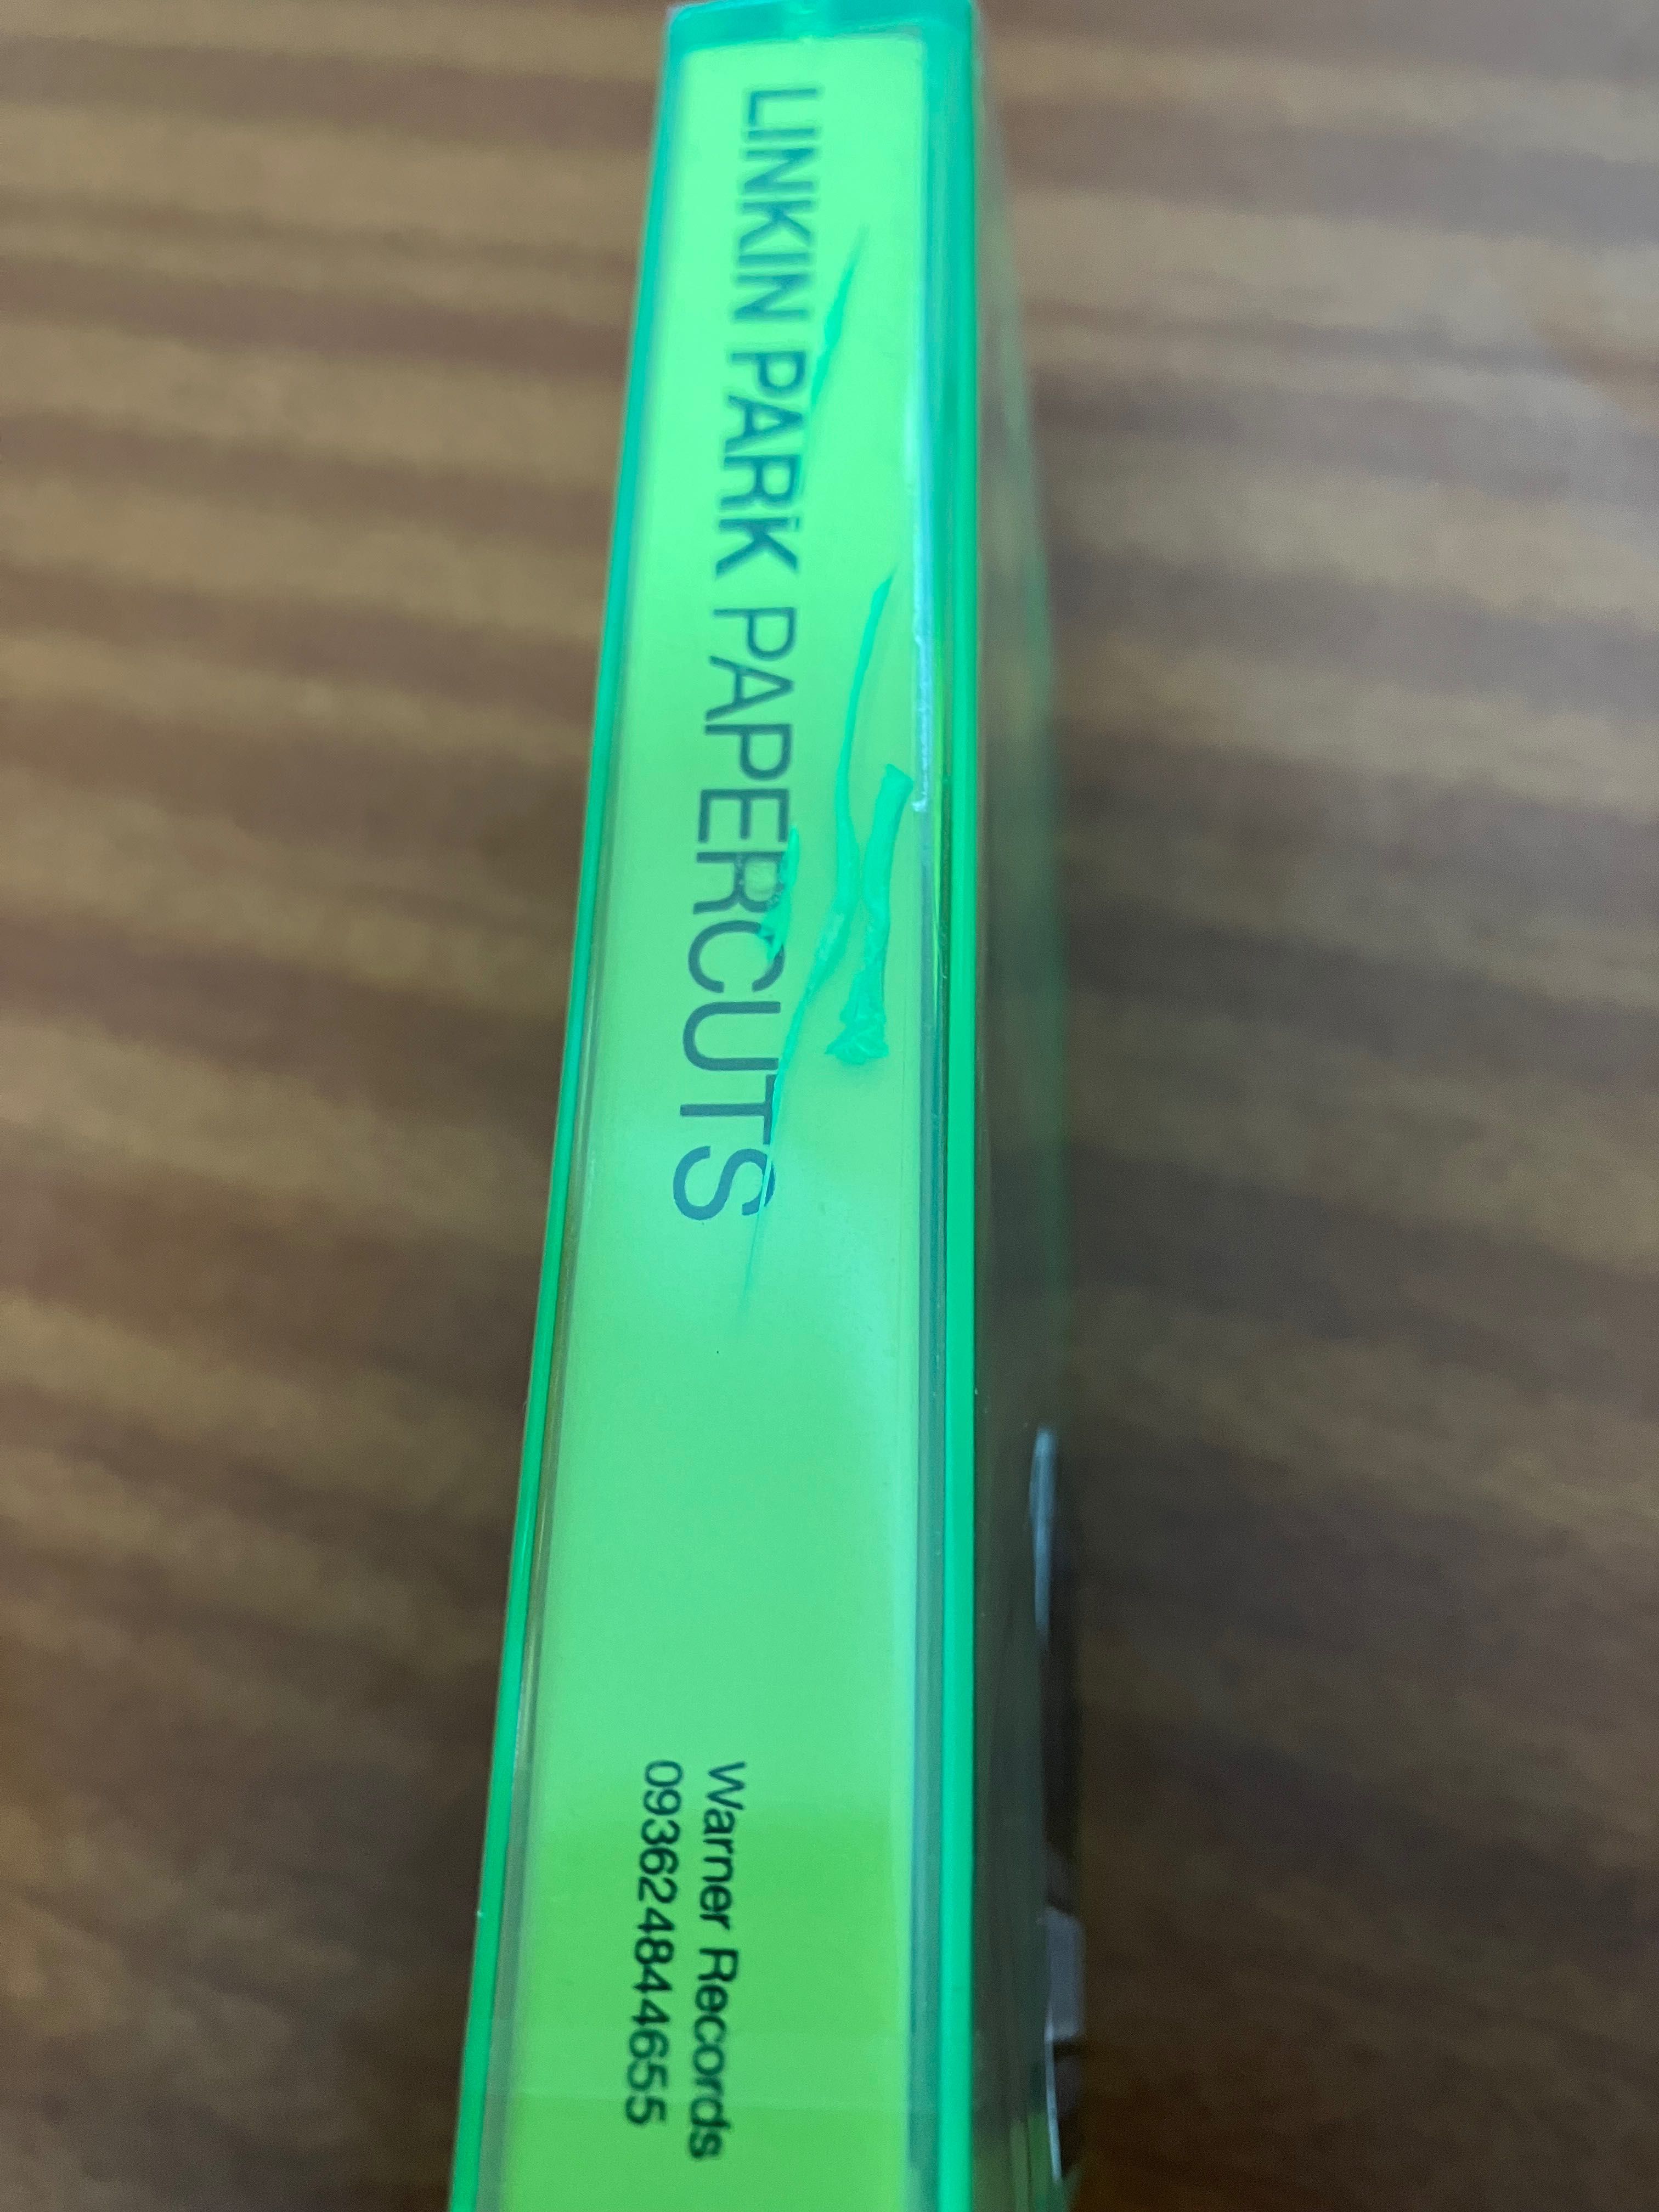 LINKIN PARK PAPERCUTS
Warner Records
093624844655